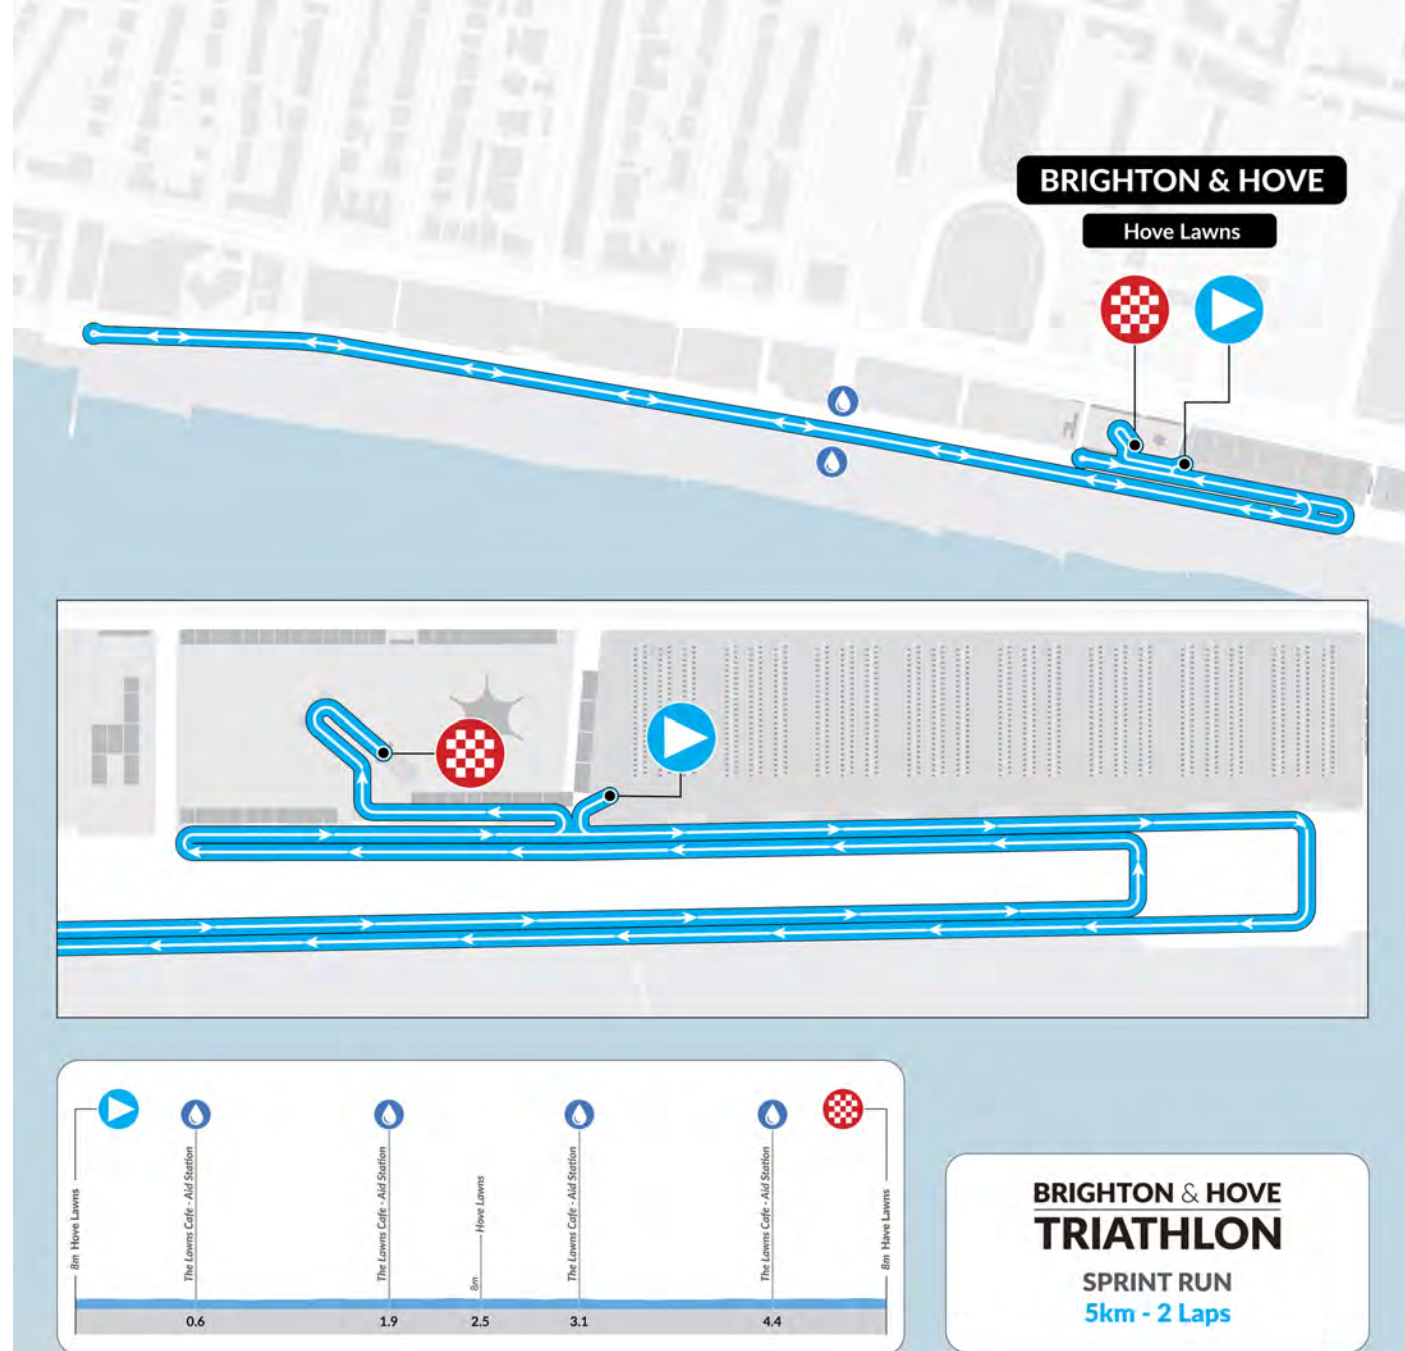 BRIGHTON & HOVE
Hove Lawns
8m Hove Lawns
The Lawns Cafe - Aid Station
The Lawns Cafe - Aid Station
8m
Hove Lawns
The Lawns Cafe - Aid Station
The Lawns Cafe - Aid Station
8m Have Lawns
0.6
1.9
2.5
3.1
4.4
BRIGHTON & HOVE
TRIATHLON
SPRINT RUN
5km - 2 Laps